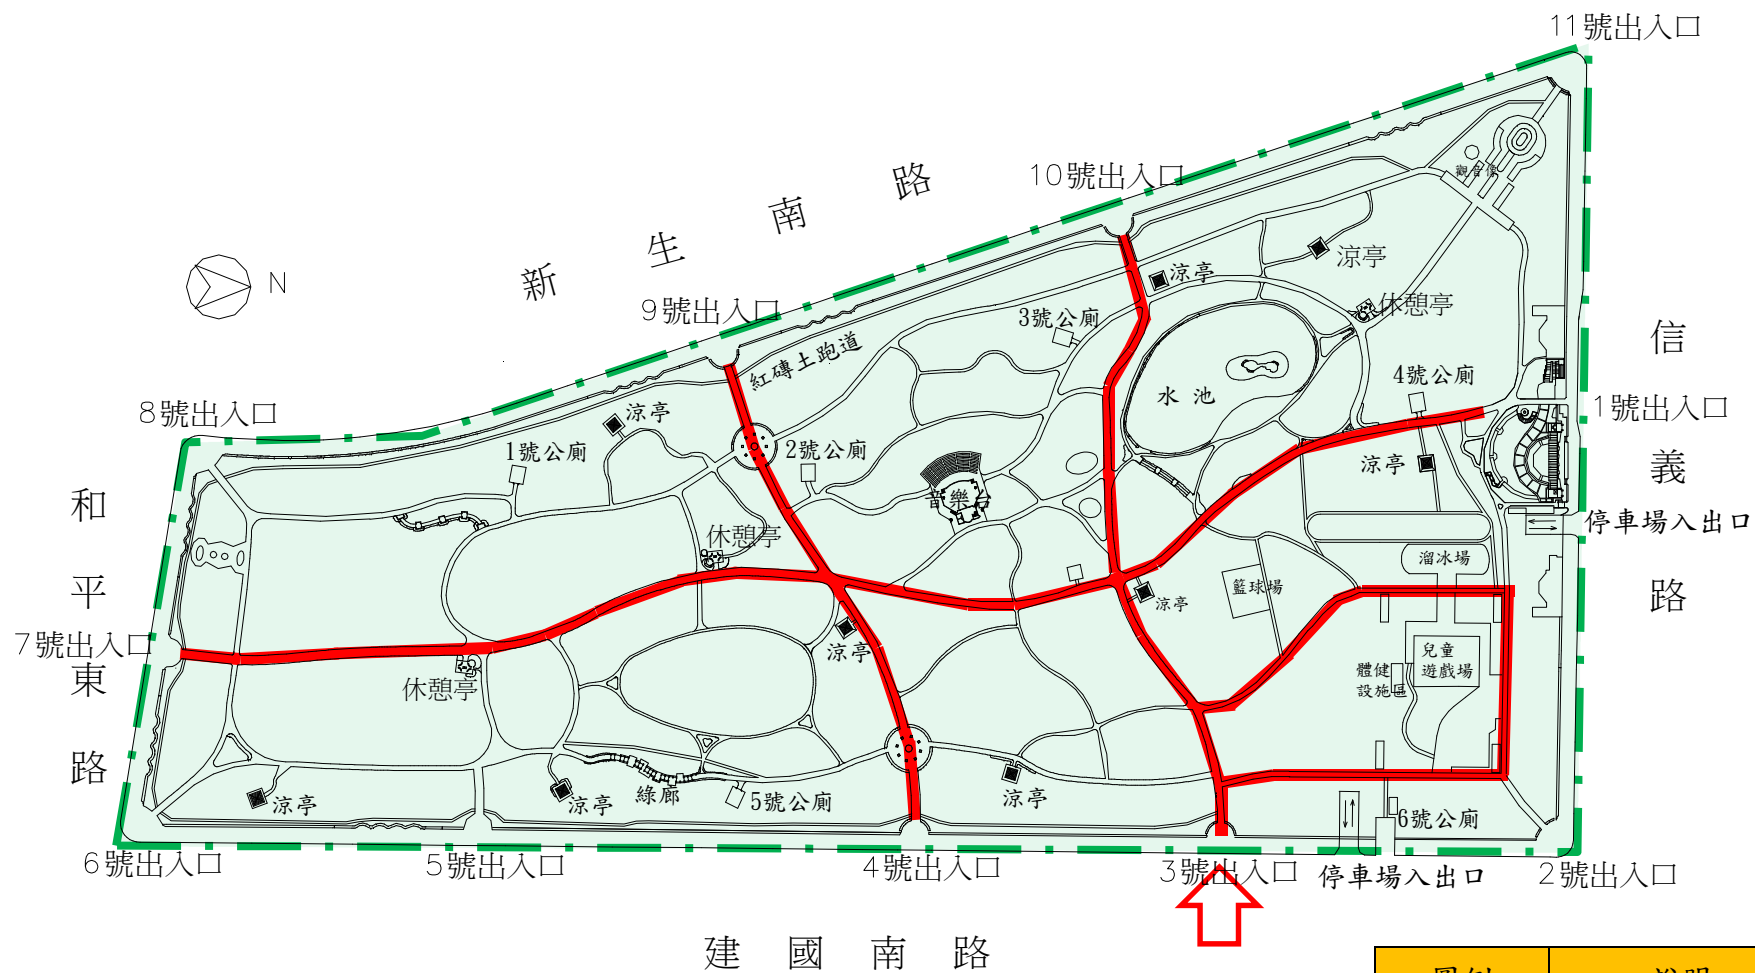 11號出入口
10號出入口
新生南路
N
9號出入口
觀音像
涼亭
涼亭
休憩亭
3號公廁
紅磚土跑道
信義路
8號出入口
涼亭
1號公廁
2號公廁
水池
4號公廁
1號出入口
涼亭
音樂台
停車場入出口
和平東路
休憩亭
溜冰場
籃球場
涼亭
7號出入口
涼亭
休憩亭
兒童
遊戲場
體健
設施區
涼亭
涼亭
綠廊
5號公廁
涼亭
6號公廁
6號出入口
5號出入口
4號出入口
3號出入口
停車場入出口
2號出入口
建國南路